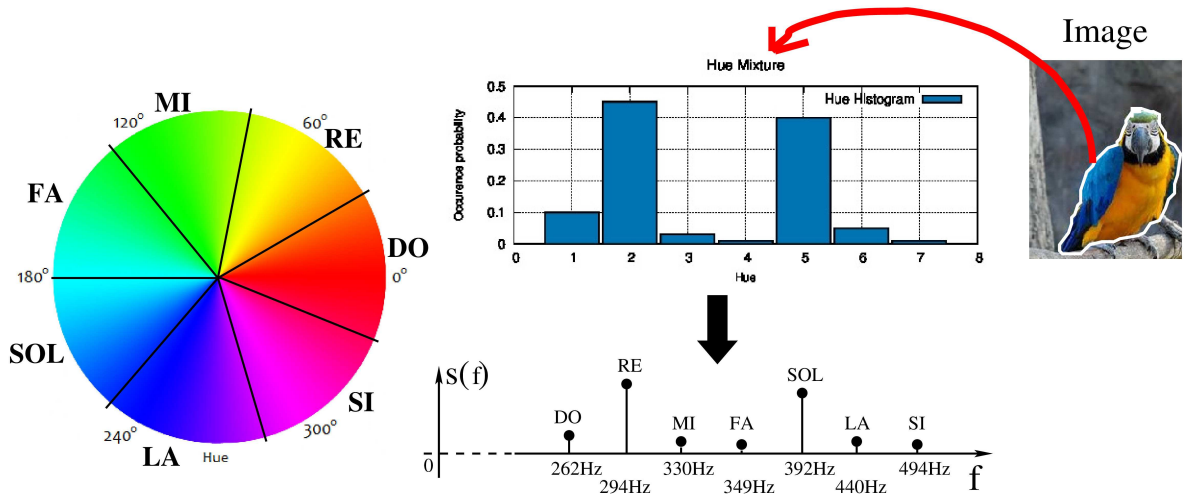 MI
120°
60°
RE
FA
DO
180°
0°
SOL
SI
240°
300°
LA
Hue
Image
Hue Mixture
Hue Histogram
Occurence probability
0.5
0.4
0.3
0.2
0.1
0
0 1 2 3 4 5 6 7 8
Hue
s(f)
RE
SOL
DO
MI
FA
LA
SI
0
262Hz
330Hz
392Hz
494Hz
294Hz
349Hz
440Hz
f